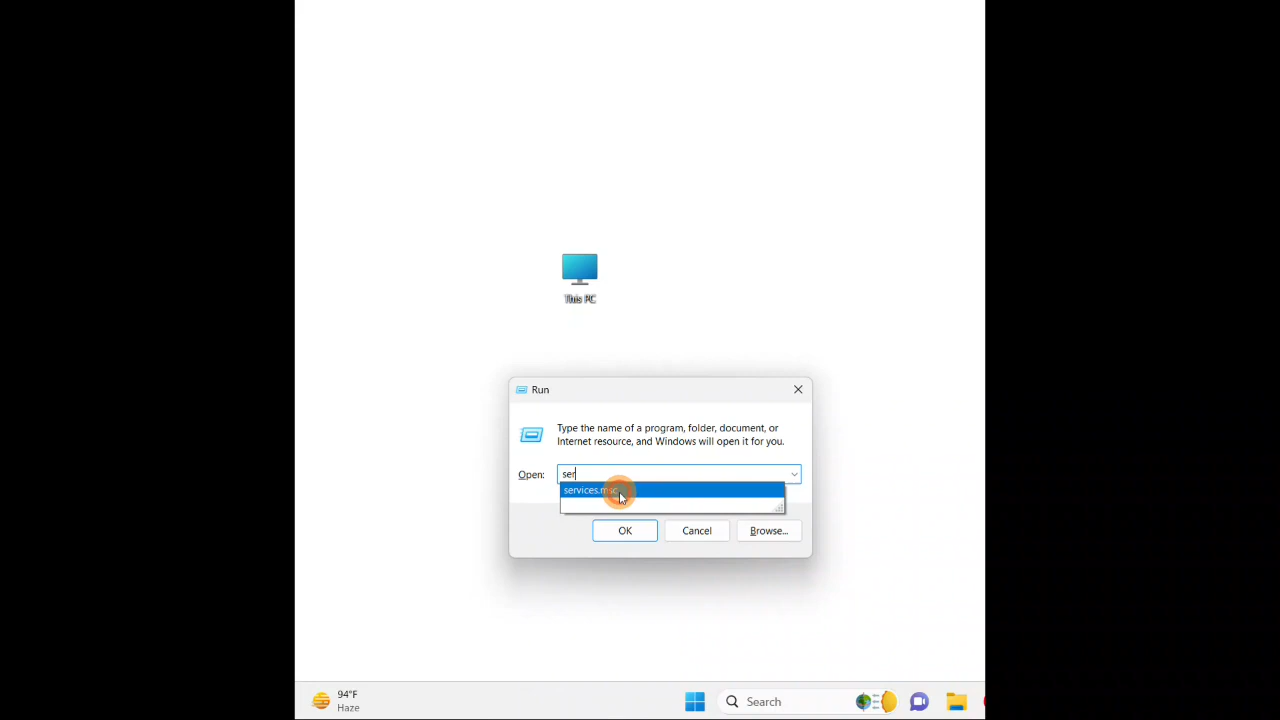 This PC
Run
Type the name of a program, folder, document, or
Internet resource, and Windows will open it for you.
Open:
ser
services.msc
OK
Cancel
Browse...
94°F
Haze
Search